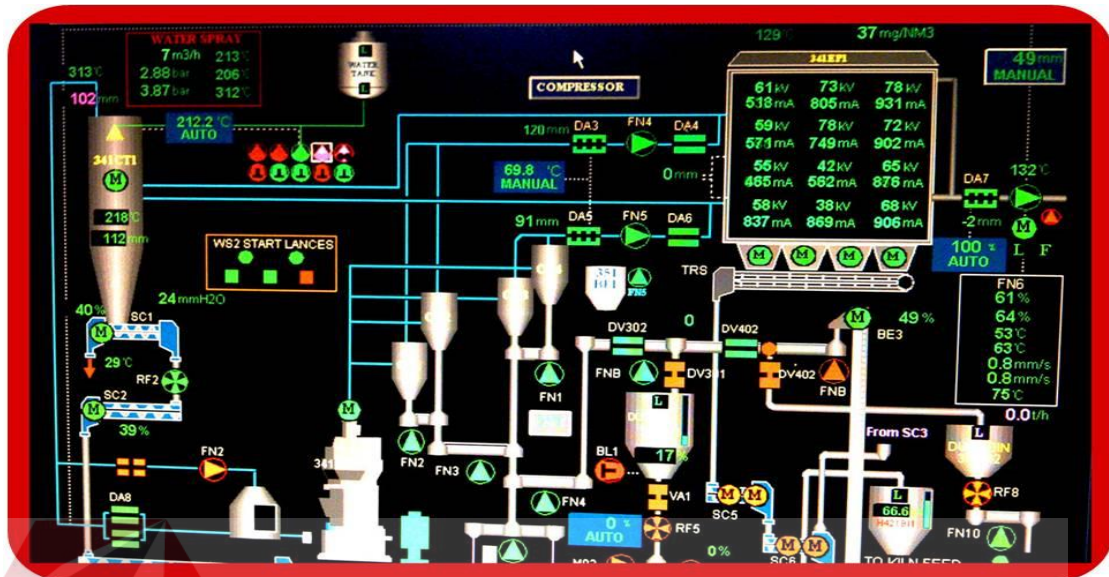 WATER SPRAY
7 m3/h 213℃
2.88 bar 206℃
3.87 bar 312℃
313℃
102 mm
212.2 ℃
AUTO
L
WATER
TANK
L
COMPRESSOR
129℃
37 mg/NM3
341EP1
61 kV 73 kV 78 kV
518 mA 805 mA 931 mA
59 kV 78 kV 72 kV
571 mA 749 mA 902 mA
55 kV 42 kV 65 kV
465 mA 562 mA 876 mA
58 kV 38 kV 68 kV
837 mA 869 mA 906 mA
M M M M
49 mm
MANUAL
341CT1
M
218℃
112 mm
120 mm DA3 FN4 DA4
69.8 ℃
MANUAL
0 mm
91 mm DA5 FN5 DA6
DA7 132℃
-2 mm M
L F
100 %
AUTO
WS2 START LANCES
24 mmH2O
40%
SC1
M
29℃
RF2
SC2
M
39%
TRS
FN5
DV302 0 DV402
FNB DV301 DV402 FNB
M 49 %
BE3
FN6
61 %
64 %
53℃
63℃
0.8 mm/s
0.8 mm/s
75℃
0.0 t/h
FN1
FN2
FN3
FN4
M
341
BL1
L
17 %
VA1
RF5
0 %
AUTO
0%
From SC3
L
RF8
FN10
L
66.6
M M
SC5
M M
SC6
TO KILN FEED
FN2
DA8